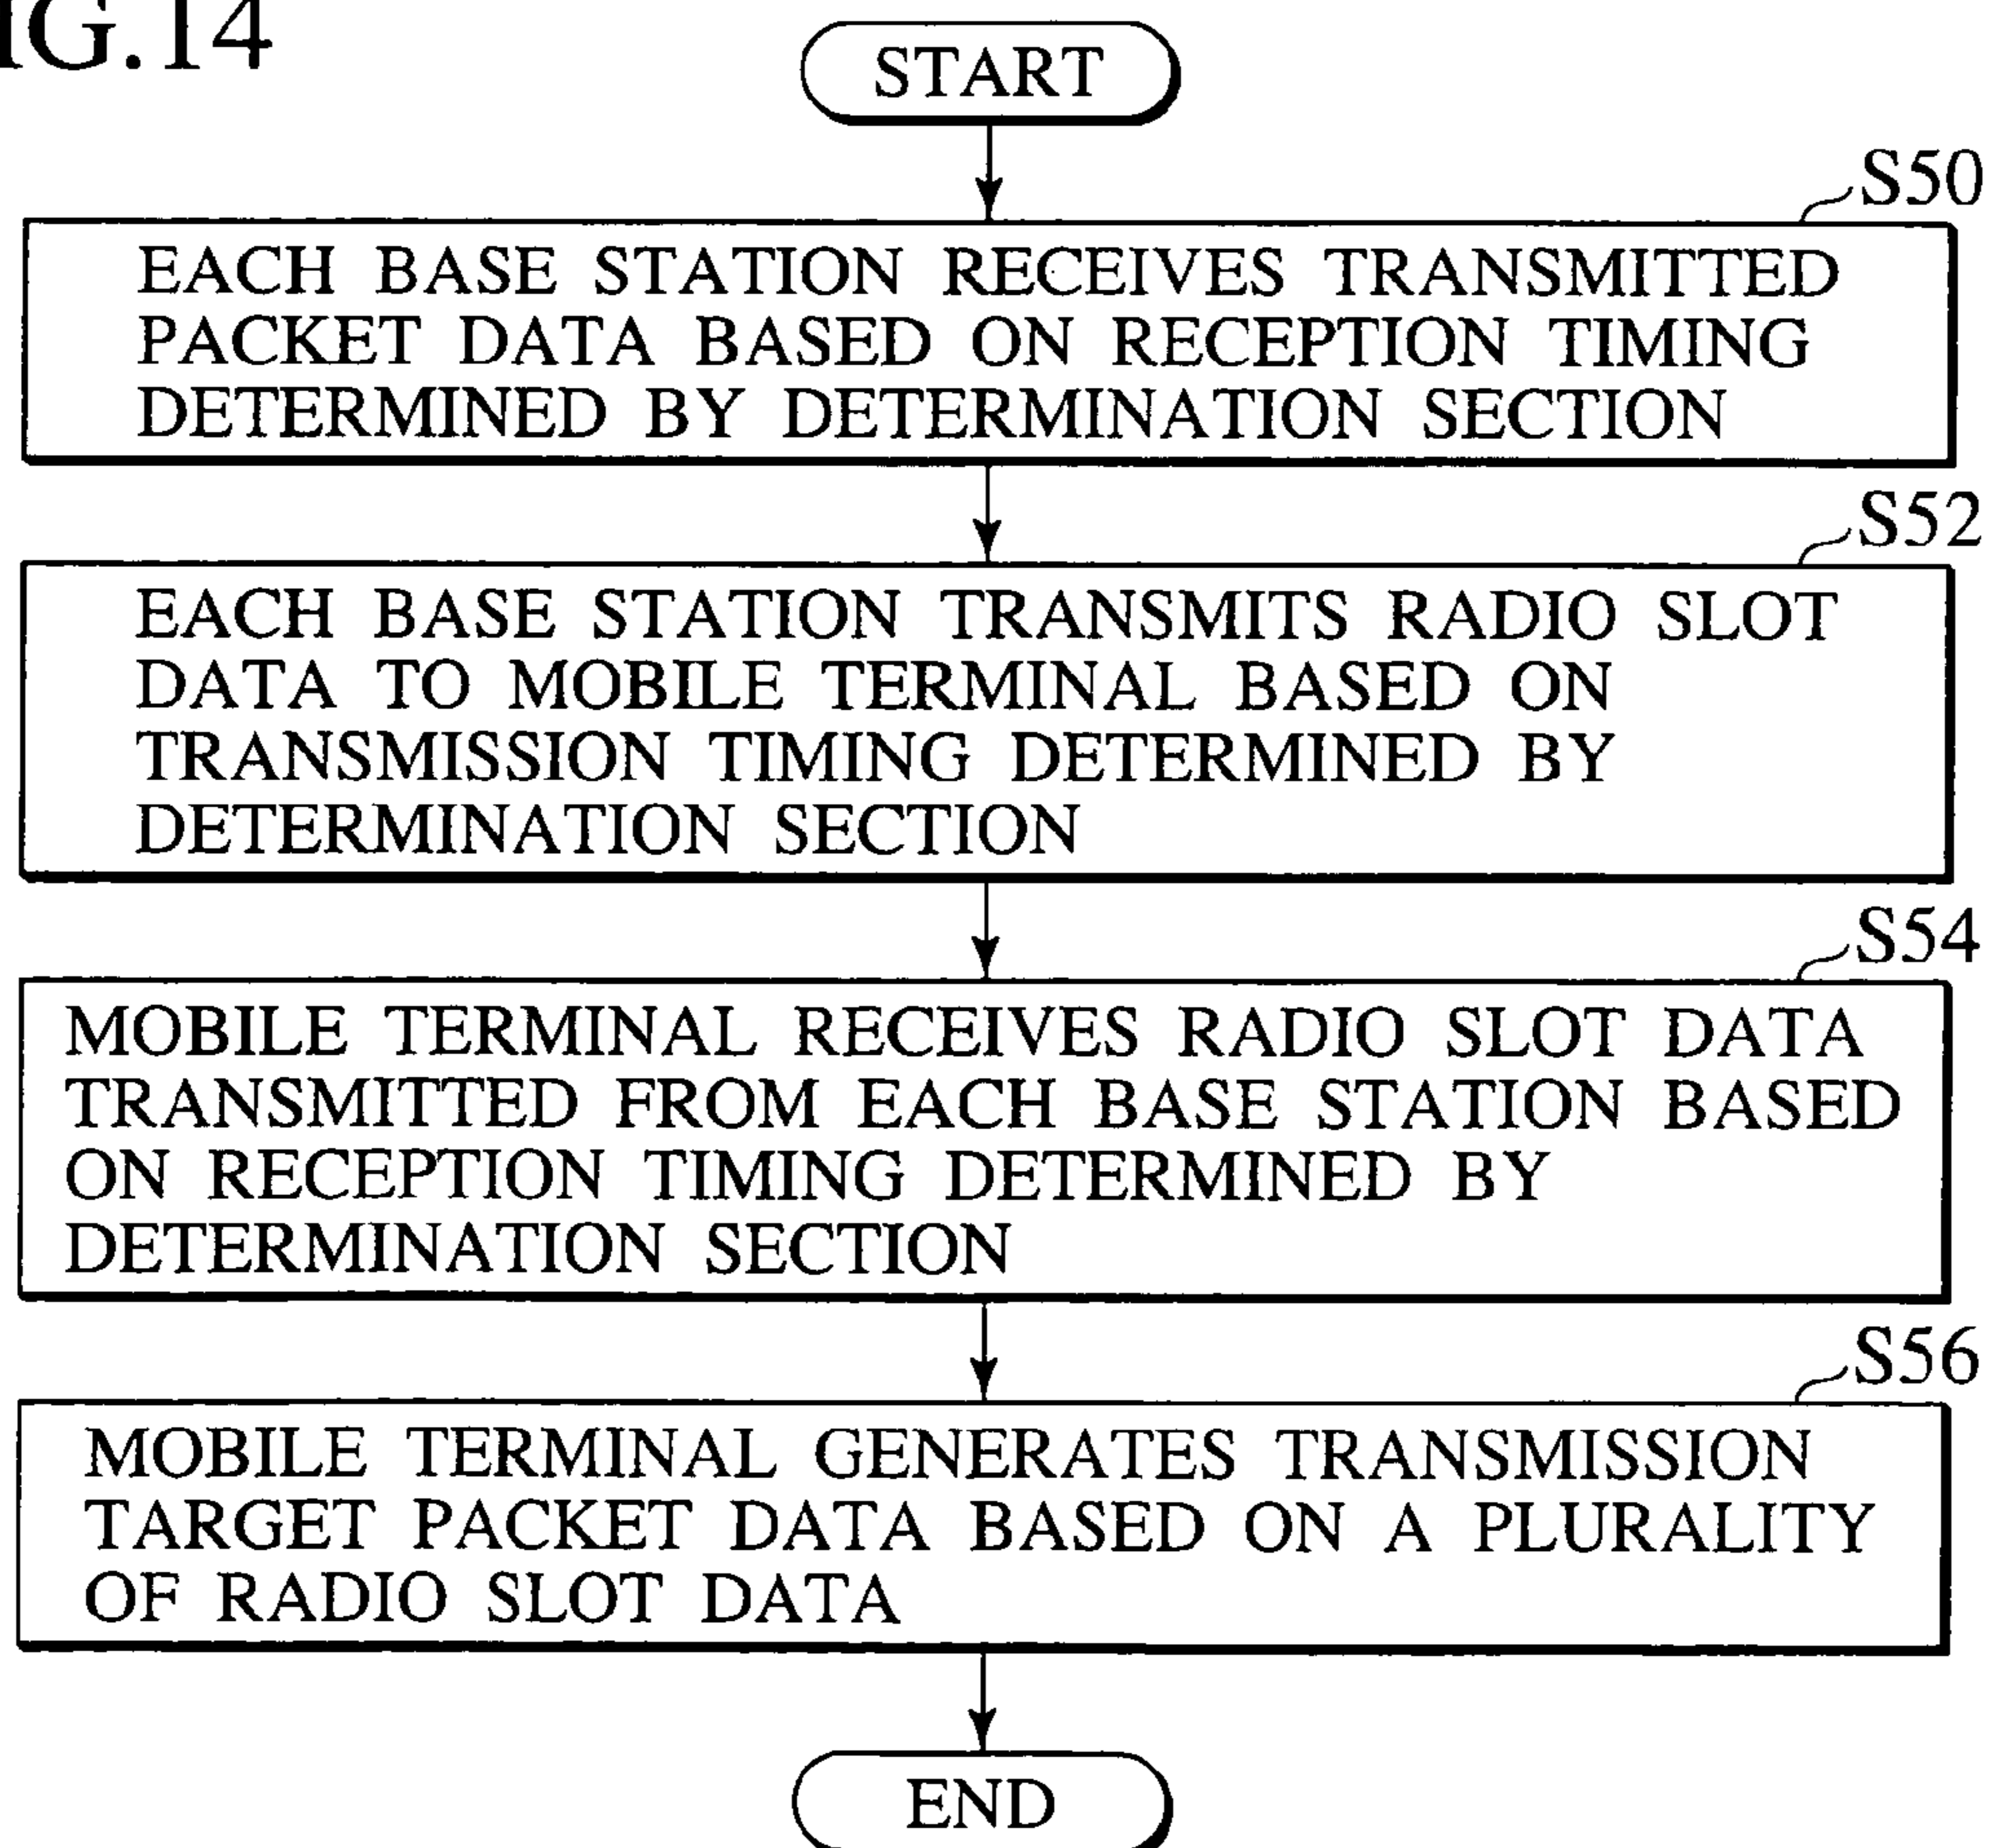 IG.14
START
S50
EACH BASE STATION RECEIVES TRANSMITTED
PACKET DATA BASED ON RECEPTION TIMING
DETERMINED BY DETERMINATION SECTION
S52
EACH BASE STATION TRANSMITS RADIO SLOT
DATA TO MOBILE TERMINAL BASED ON
TRANSMISSION TIMING DETERMINED BY
DETERMINATION SECTION
S54
MOBILE TERMINAL RECEIVES RADIO SLOT DATA
TRANSMITTED FROM EACH BASE STATION BASED
ON RECEPTION TIMING DETERMINED BY
DETERMINATION SECTION
S56
MOBILE TERMINAL GENERATES TRANSMISSION
TARGET PACKET DATA BASED ON A PLURALITY
OF RADIO SLOT DATA
END